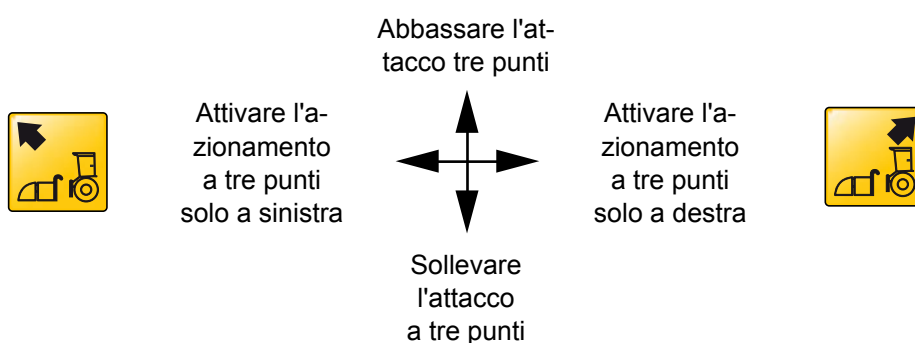 Abbassare l'at-
tacco tre punti
Attivare l'a-
zionamento
a tre punti
solo a sinistra
Attivare l'a-
zionamento
a tre punti
solo a destra
Sollevare
l'attacco
a tre punti